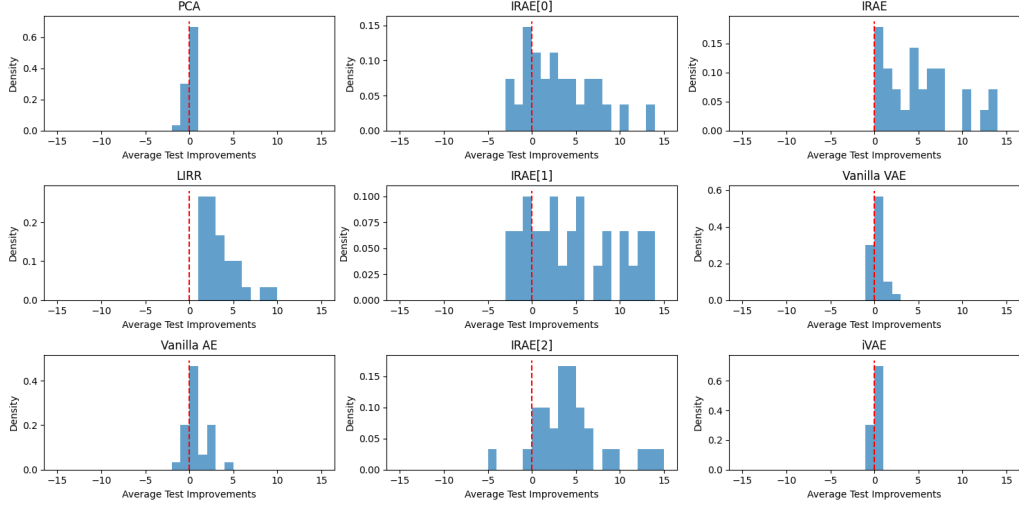 PCA
Density
0.6
0.4
0.2
0.0
−15 −10 −5 0 5 10 15
Average Test Improvements
IRAE[0]
Density
0.15
0.10
0.05
0.00
−15 −10 −5 0 5 10 15
Average Test Improvements
IRAE
Density
0.15
0.10
0.05
0.00
−15 −10 −5 0 5 10 15
Average Test Improvements
LIRR
Density
0.2
0.1
0.0
−15 −10 −5 0 5 10 15
Average Test Improvements
IRAE[1]
Density
0.100
0.075
0.050
0.025
0.000
−15 −10 −5 0 5 10 15
Average Test Improvements
Vanilla VAE
Density
0.6
0.4
0.2
0.0
−15 −10 −5 0 5 10 15
Average Test Improvements
Vanilla AE
Density
0.4
0.2
0.0
−15 −10 −5 0 5 10 15
Average Test Improvements
IRAE[2]
Density
0.15
0.10
0.05
0.00
−15 −10 −5 0 5 10 15
Average Test Improvements
iVAE
Density
0.6
0.4
0.2
0.0
−15 −10 −5 0 5 10 15
Average Test Improvements